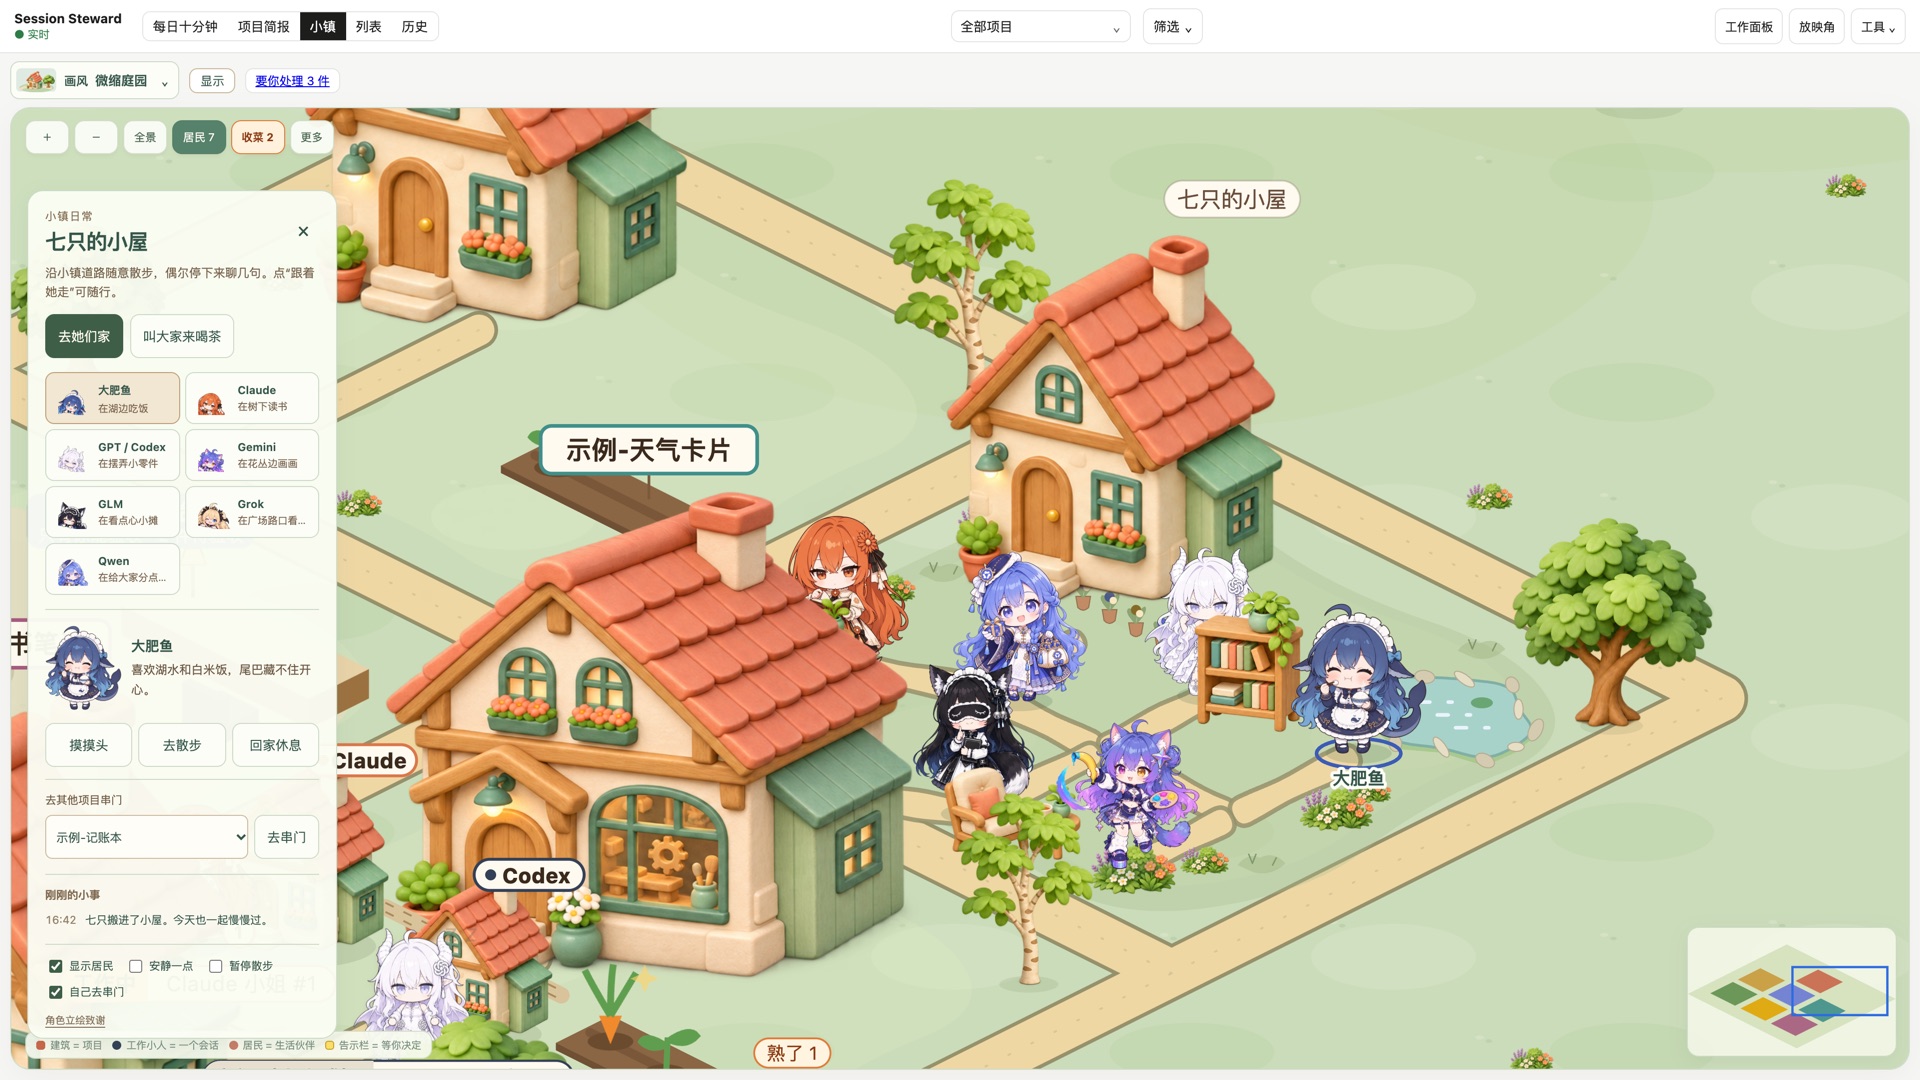 Session Steward
实时
每日十分钟
项目简报
小镇
列表
历史
全部项目
筛选
工作面板
放映角
工具
画风 微缩庭园
显示
要你处理 3 件
+
−
全景
居民 7
收菜 2
更多
小镇日常
七只的小屋
×
沿小镇道路随意散步，偶尔停下来聊几句。点“跟着
她走”可随行。
去她们家
叫大家来喝茶
大肥鱼
在湖边吃饭
Claude
在树下读书
GPT / Codex
在摆弄小零件
Gemini
在花丛边画画
GLM
在看点心小摊
Grok
在广场路口看...
Qwen
在给大家分点...
大肥鱼
喜欢湖水和白米饭，尾巴藏不住开
心。
摸摸头
去散步
回家休息
去其他项目串门
示例-记账本
去串门
刚刚的小事
16:42 七只搬进了小屋。今天也一起慢慢过。
显示居民
安静一点
暂停散步
自己去串门
Claude 小姐 #1
角色立绘致谢
建筑 = 项目
工作小人 = 一个会话
居民 = 生活伙伴
告示栏 = 等你决定
七只的小屋
示例-天气卡片
Claude
Codex
大肥鱼
熟了 1